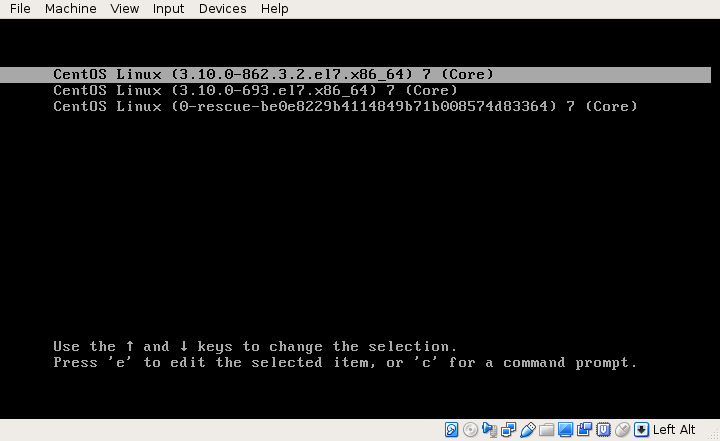 File Machine View Input Devices Help
CentOS Linux (3.10.0-862.3.2.el7.x86_64) 7 (Core)
CentOS Linux (3.10.0-693.el7.x86_64) 7 (Core)
CentOS Linux (0-rescue-be0e8229b4114849b71b008574d83364) 7 (Core)
Use the ↑ and ↓ keys to change the selection.
Press 'e' to edit the selected item, or 'c' for a command prompt.
Left Alt